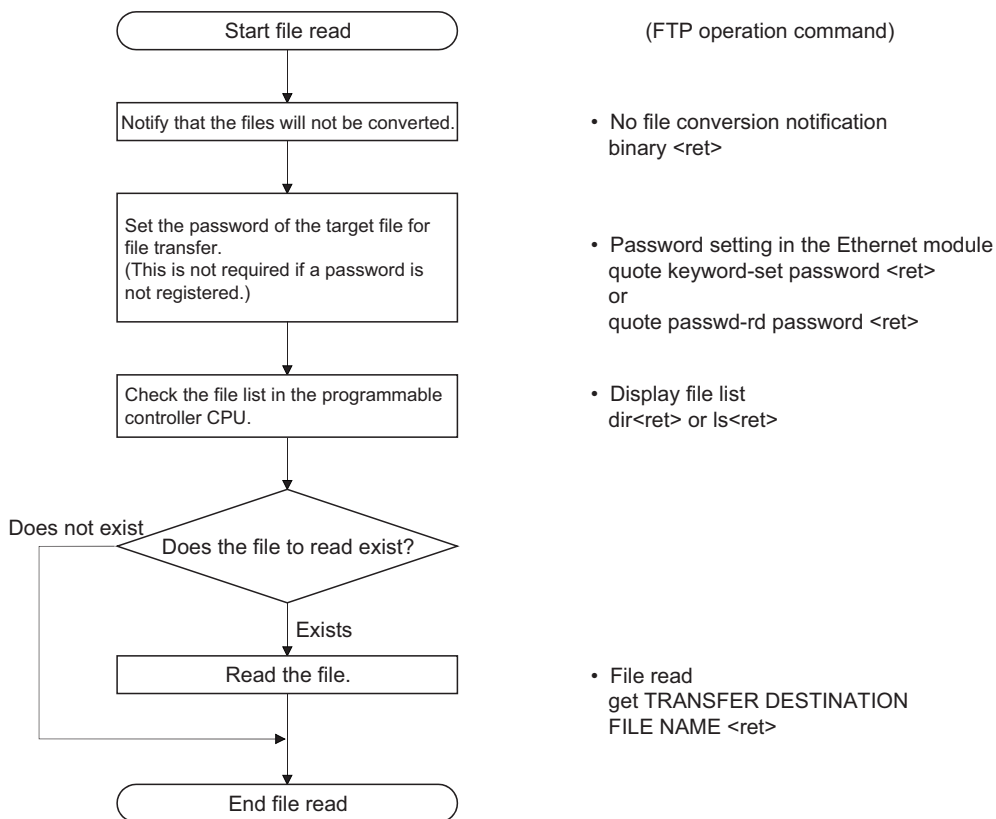 Start file read
(FTP operation command)
Notify that the files will not be converted.
• No file conversion notification
binary <ret>
Set the password of the target file for
file transfer.
(This is not required if a password is
not registered.)
• Password setting in the Ethernet module
quote keyword-set password <ret>
or
quote passwd-rd password <ret>
Check the file list in the programmable
controller CPU.
• Display file list
dir<ret> or ls<ret>
Does not exist
Does the file to read exist?
Exists
Read the file.
• File read
get TRANSFER DESTINATION
FILE NAME <ret>
End file read